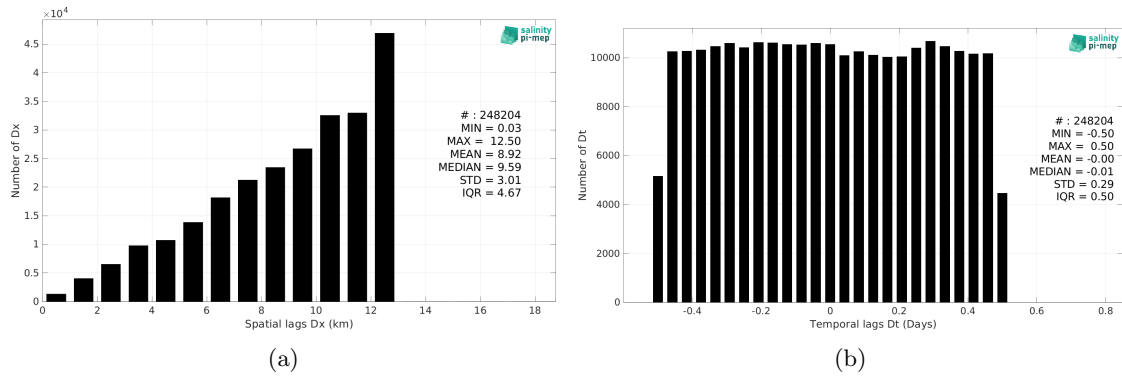 ×10⁴
4.5
4
3.5
3
2.5
2
1.5
1
0.5
0
Number of Dx
0 2 4 6 8 10 12 14 16 18
Spatial lags Dx (km)
salinity
pi-mep
# : 248204
MIN = 0.03
MAX = 12.50
MEAN = 8.92
MEDIAN = 9.59
STD = 3.01
IQR = 4.67
(a)
10000
8000
6000
4000
2000
0
Number of Dt
-0.4 -0.2 0 0.2 0.4 0.6 0.8
Temporal lags Dt (Days)
salinity
pi-mep
# : 248204
MIN = -0.50
MAX = 0.50
MEAN = -0.00
MEDIAN = -0.01
STD = 0.29
IQR = 0.50
(b)